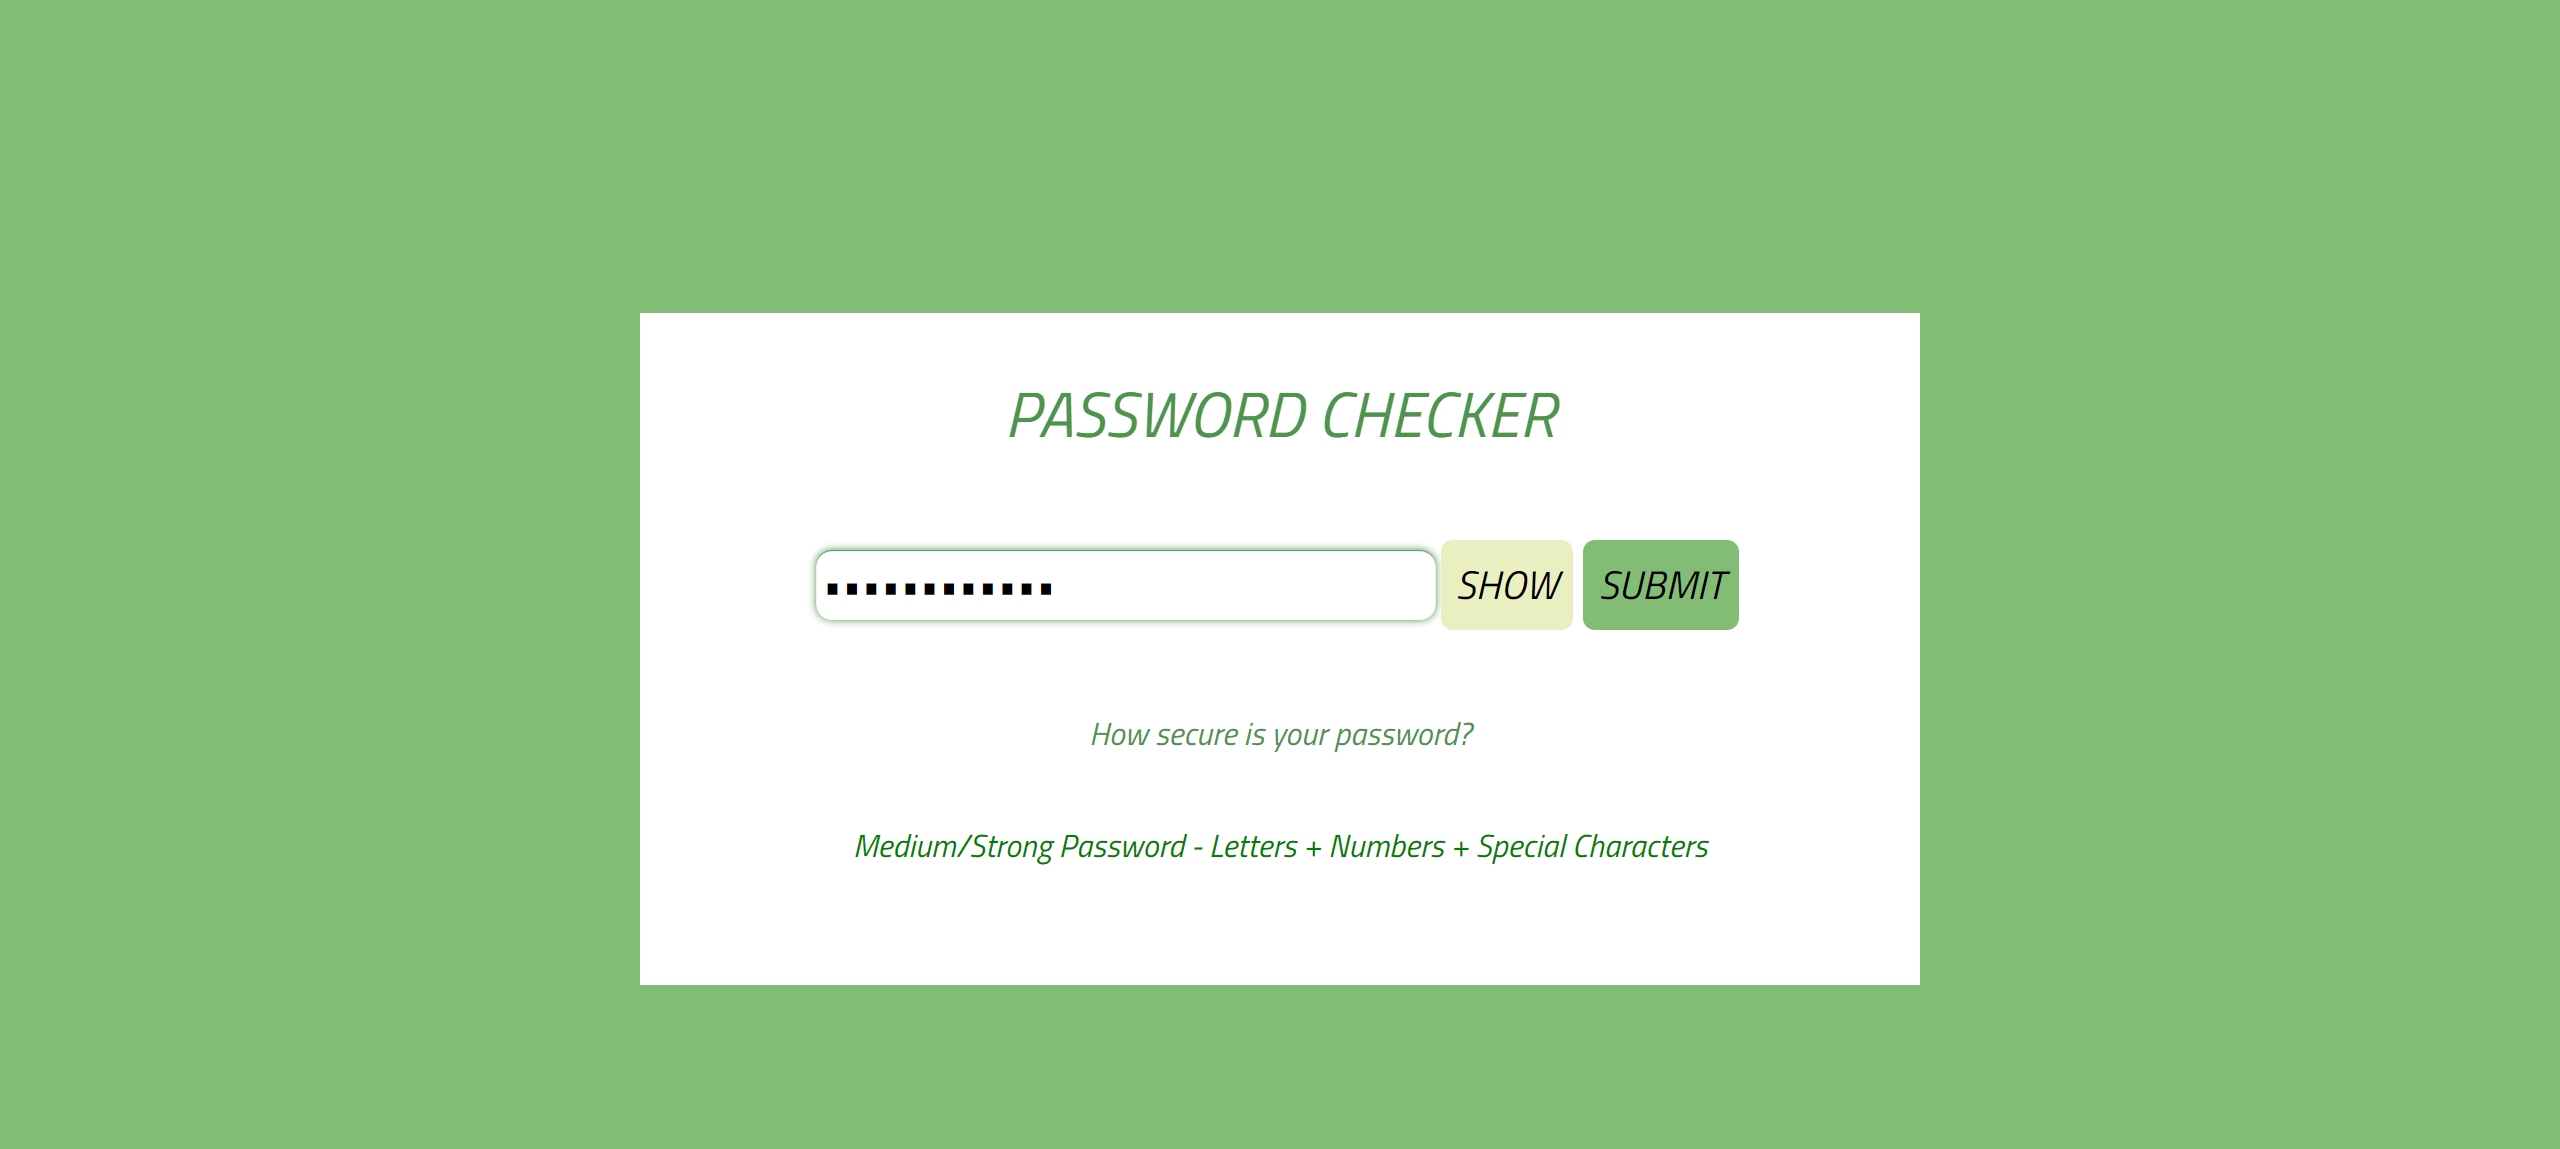 PASSWORD CHECKER
▪▪▪▪▪▪▪▪▪▪▪▪ SHOW SUBMIT
How secure is your password?
Medium/Strong Password - Letters + Numbers + Special Characters